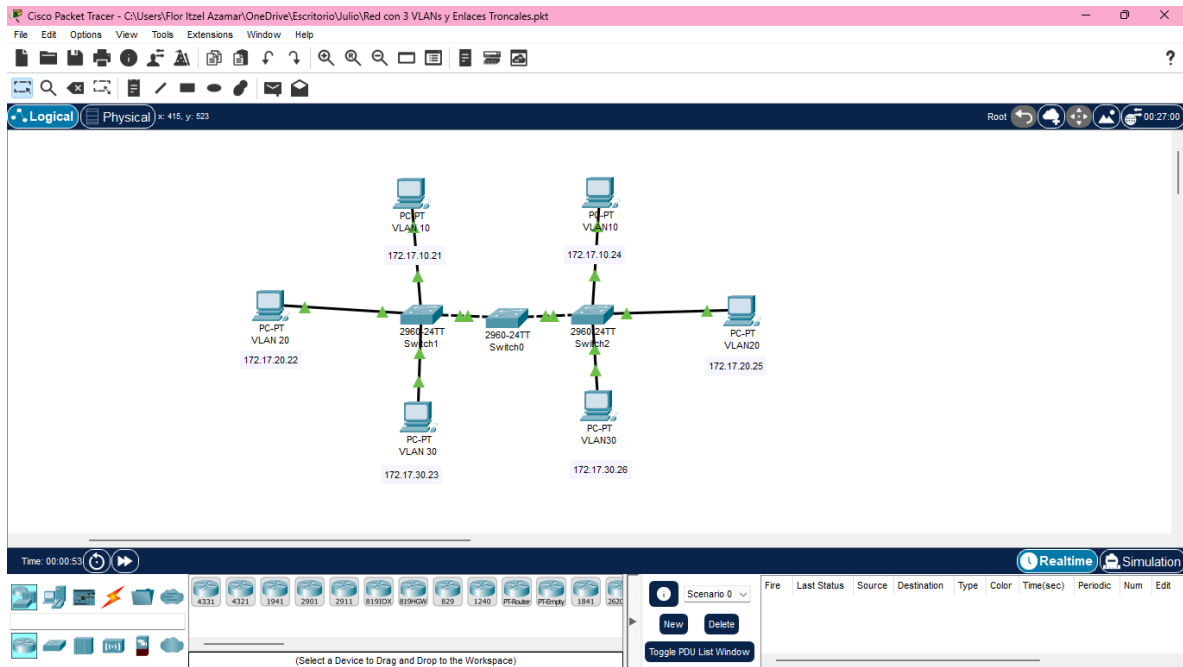 Cisco Packet Tracer - C:\Users\Flor Itzel Azamar\OneDrive\Escritorio\Julio\Red con 3 VLANs y Enlaces Troncales.pkt
File Edit Options View Tools Extensions Window Help
?
Logical Physical x: 415, y: 523 Root 00:27:00
PC-PT
VLAN 10
172.17.10.21
PC-PT
VLAN10
172.17.10.24
PC-PT
VLAN 20
172.17.20.22
2960-24TT
Switch1
2960-24TT
Switch0
2960-24TT
Switch2
PC-PT
VLAN20
172.17.20.25
PC-PT
VLAN 30
172.17.30.23
PC-PT
VLAN30
172.17.30.26
Time: 00:00:53 Realtime Simulation
4331 4321 1941 2901 2911 819IOX 819HGW 829 1240 PT-Router PT-Empty 1841
(Select a Device to Drag and Drop to the Workspace)
Scenario 0
New Delete
Toggle PDU List Window
Fire Last Status Source Destination Type Color Time(sec) Periodic Num Edit